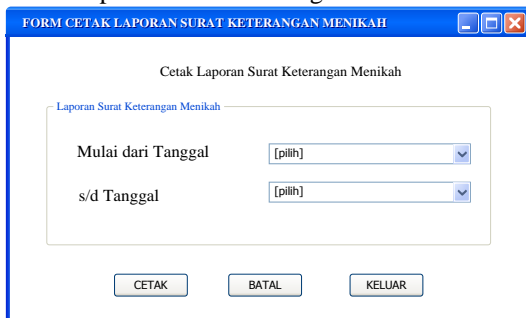 FORM CETAK LAPORAN SURAT KETERANGAN MENIKAH
Cetak Laporan Surat Keterangan Menikah
Laporan Surat Keterangan Menikah
Mulai dari Tanggal [pilih]
s/d Tanggal [pilih]
CETAK BATAL KELUAR